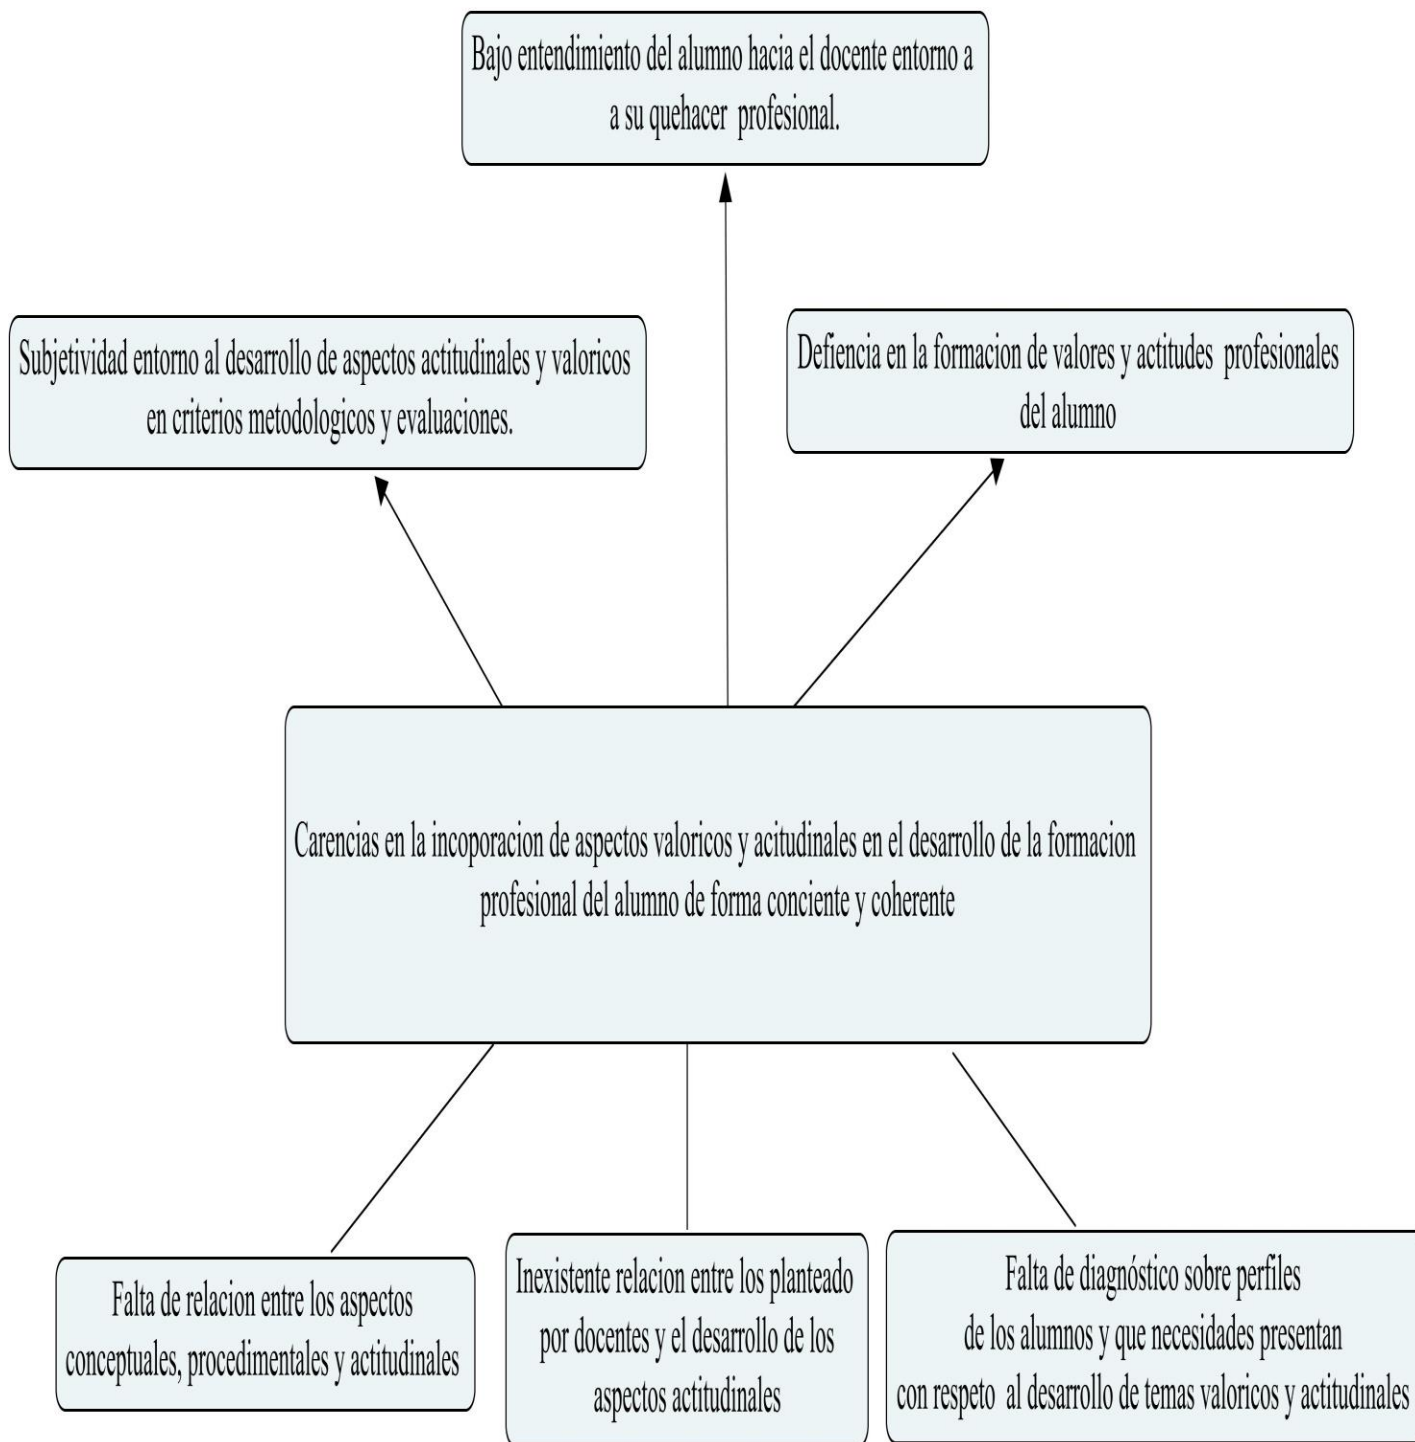 Bajo entendimiento del alumno hacia el docente entorno a
a su quehacer profesional.
Subjetividad entorno al desarrollo de aspectos actitudinales y valoricos
en criterios metodologicos y evaluaciones.
Defiencia en la formacion de valores y actitudes profesionales
del alumno
Carencias en la incoporacion de aspectos valoricos y acitudinales en el desarrollo de la formacion
profesional del alumno de forma conciente y coherente
Falta de relacion entre los aspectos
conceptuales, procedimentales y actitudinales
Inexistente relacion entre los planteado
por docentes y el desarrollo de los
aspectos actitudinales
Falta de diagnóstico sobre perfiles
de los alumnos y que necesidades presentan
con respeto al desarrollo de temas valoricos y actitudinales